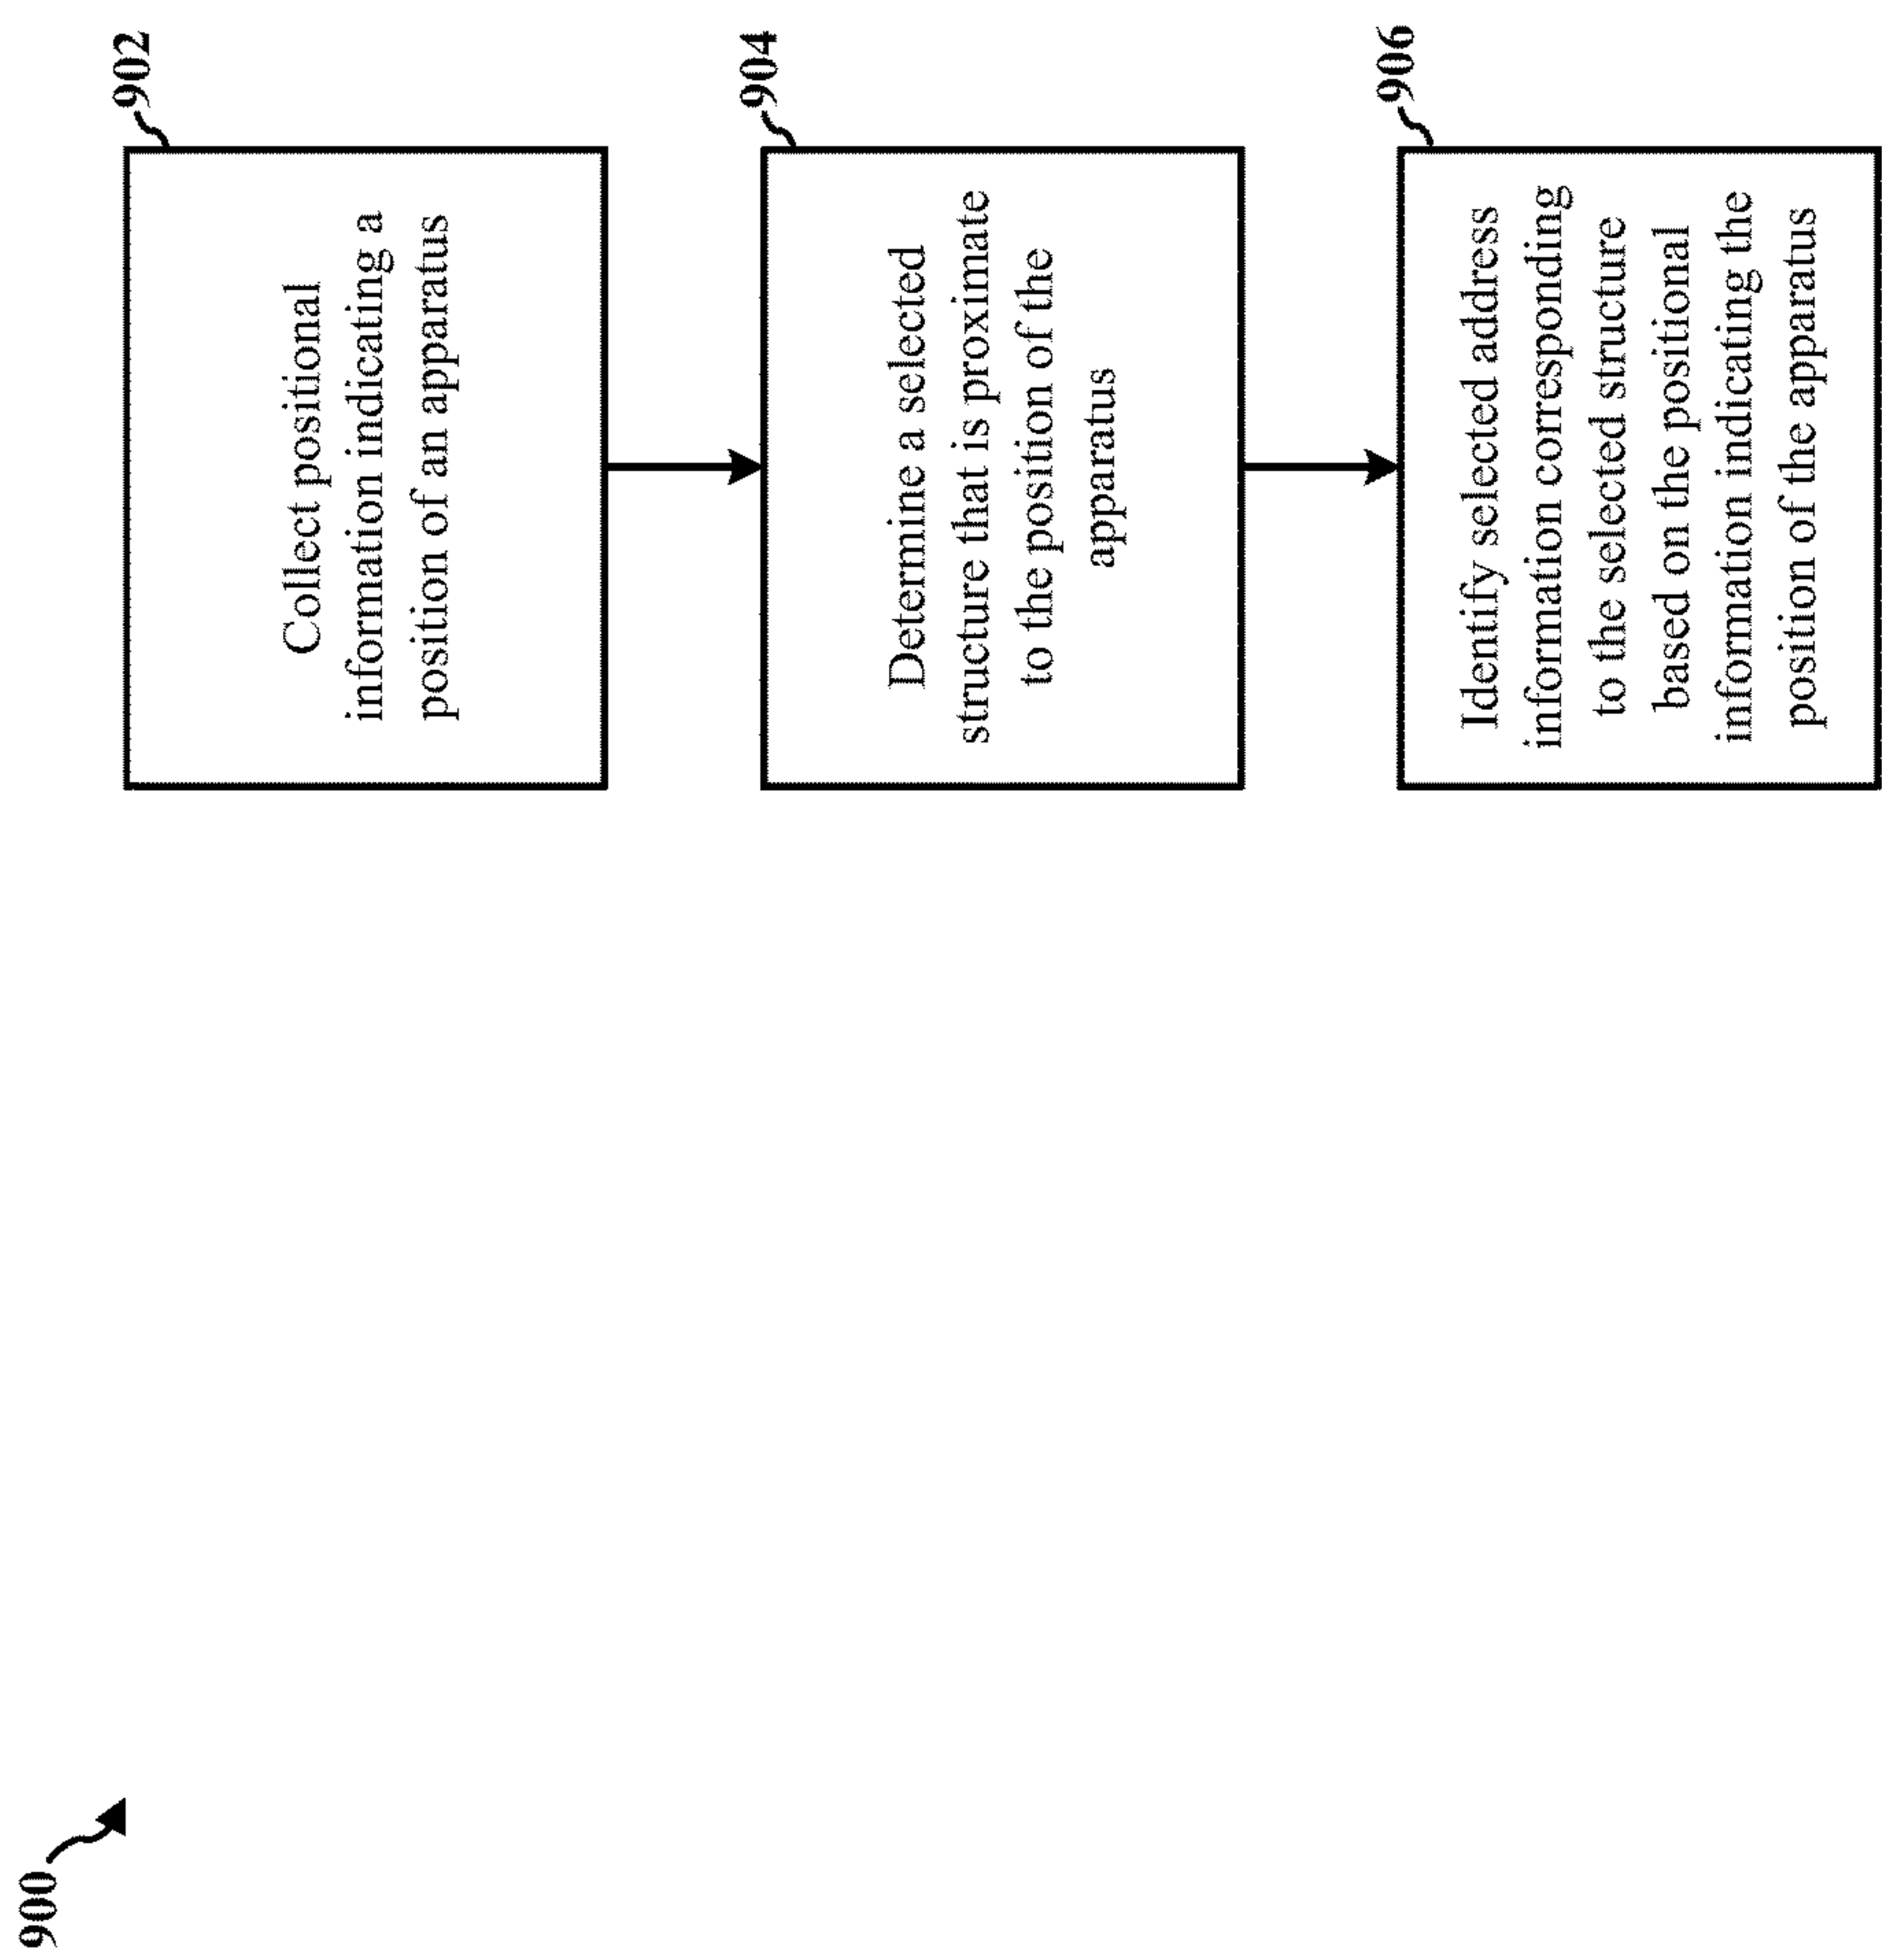 900
902
Collect positional
information indicating a
position of an apparatus
904
Determine a selected
structure that is proximate
to the position of the
apparatus
906
Identify selected address
information corresponding
to the selected structure
based on the positional
information indicating the
position of the apparatus